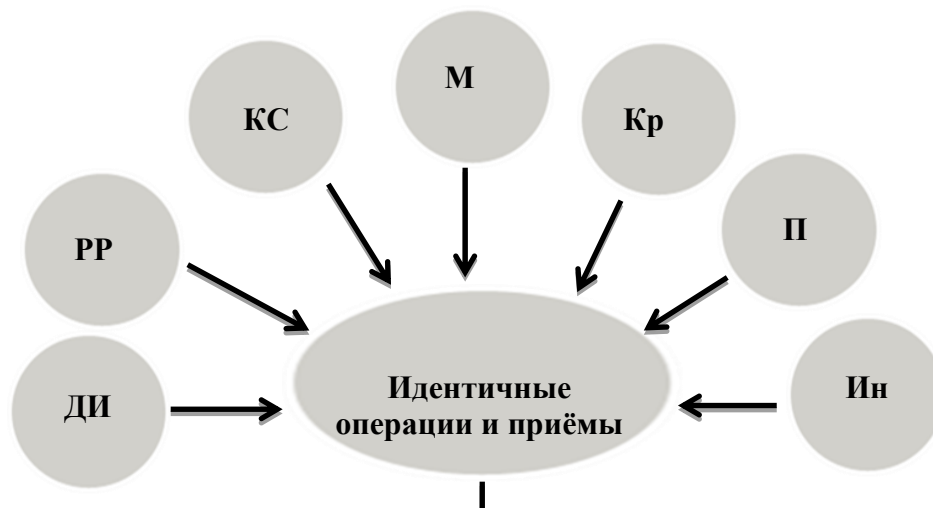 М
КС
Кр
П
РР
Идентичные
операции и приёмы
Ин
ДИ